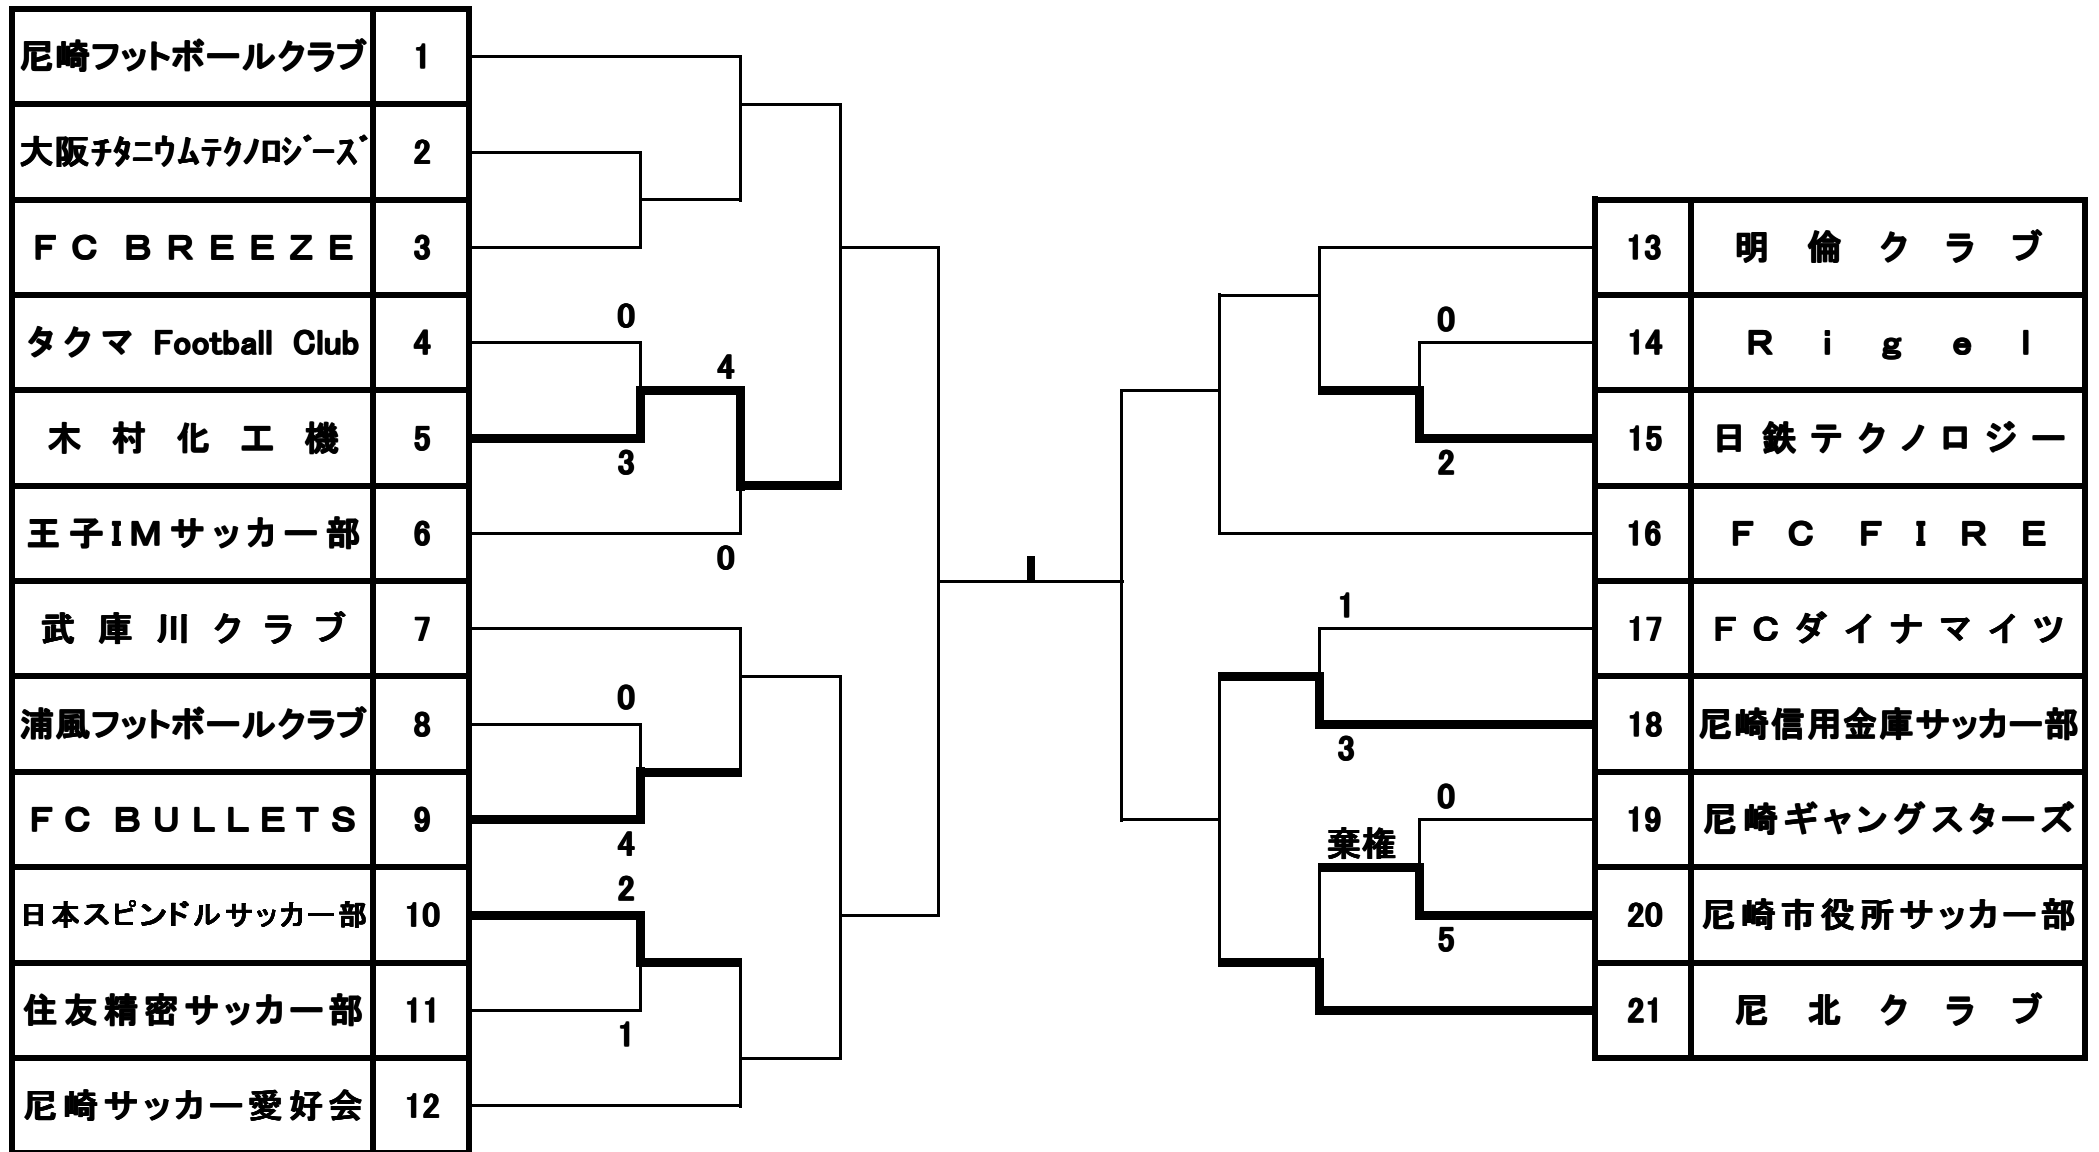 尼崎フットボールクラブ 1
大阪ﾁﾀﾆｳﾑﾃｸﾉﾛｼﾞｰｽﾞ 2
ＦＣ ＢＲＥＥＺＥ 3
タクマ Football Club 4
木村化工機 5
王子IMサッカー部 6
武庫川クラブ 7
浦風フットボールクラブ 8
ＦＣ ＢＵＬＬＥＴＳ 9
日本スピンドルサッカー部 10
住友精密サッカー部 11
尼崎サッカー愛好会 12
0
4
3
0
0
4
2
1
0
2
1
3
0
棄権
5
13 明倫クラブ
14 Ｒｉｇｅｌ
15 日鉄テクノロジー
16 ＦＣ ＦＩＲＥ
17 ＦＣダイナマイツ
18 尼崎信用金庫サッカー部
19 尼崎ギャングスターズ
20 尼崎市役所サッカー部
21 尼北クラブ